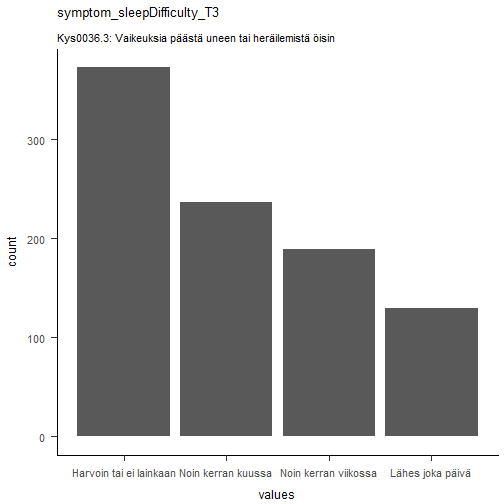 symptom_sleepDifficulty_T3
Kys0036.3: Vaikeuksia päästä uneen tai heräilemistä öisin
300
200
100
0
count
Harvoin tai ei lainkaan Noin kerran kuussa Noin kerran viikossa Lähes joka päivä
values